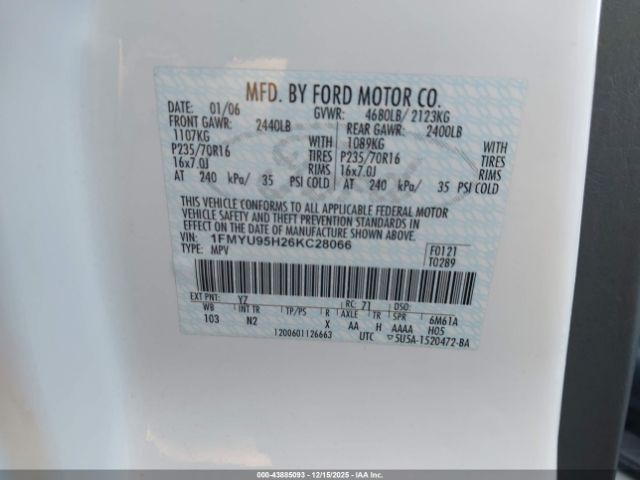 MFD. BY FORD MOTOR CO.
DATE: 01/06 GVWR: 4680LB/ 2123KG
FRONT GAWR: 2440LB REAR GAWR: 2400LB
1107KG WITH 1089KG WITH
P235/70R16 TIRES P235/70R16 TIRES
16x7.0J RIMS 16x7.0J RIMS
AT 240 kPa/ 35 PSI COLD AT 240 kPa/ 35 PSI COLD
THIS VEHICLE CONFORMS TO ALL APPLICABLE FEDERAL MOTOR
VEHICLE SAFETY AND THEFT PREVENTION STANDARDS IN EFFECT
ON THE DATE OF MANUFACTURE SHOWN ABOVE.
VIN: 1FMYU95H26KC28066 F0121
TYPE: MPV T0289
EXT PNT: YZ RC: 71 DSO:
WB INT TR TP/PS R AXLE TR SPR 6M61A
103 N2 X AA H AAAA H05
1200601126663 UTC 5U5A-1520472-BA
000-43885093 - 12/15/2025 - IAA Inc.